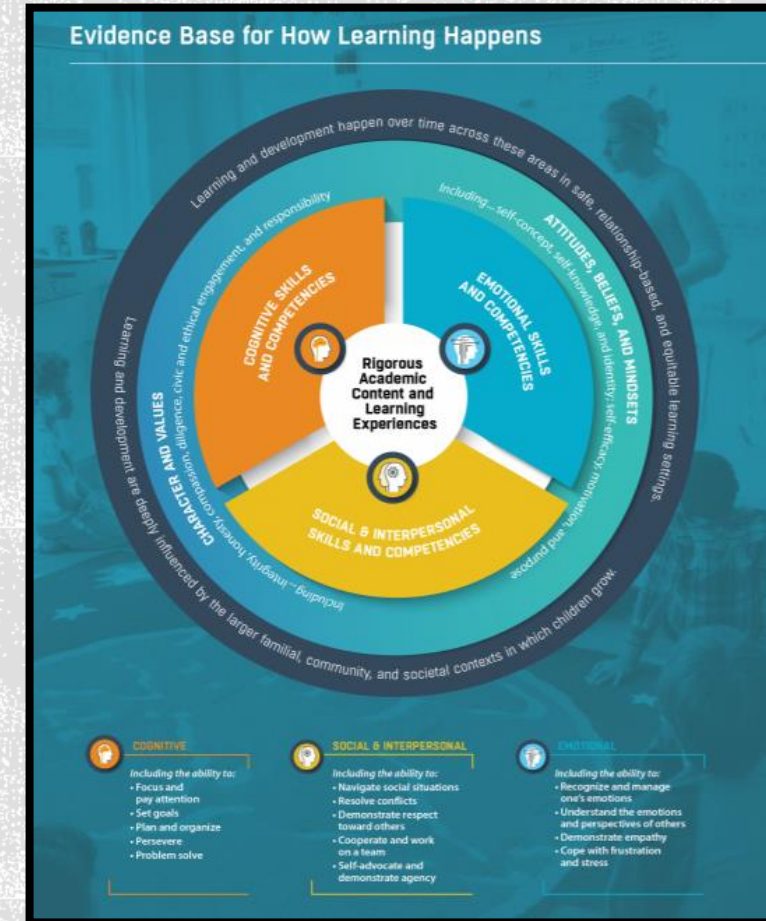 Evidence Base for How Learning Happens
Learning and development happen over time across these areas in safe, relationship-based, and equitable learning settings.
Learning and development are deeply influenced by the larger familial, community, and societal contexts in which children grow.
CHARACTER AND VALUES
Including—integrity, honesty, compassion, diligence, civic and ethical engagement, and responsibility
ATTITUDES, BELIEFS, AND MINDSETS
Including—self-concept, self-knowledge, and identity; self-efficacy, motivation, and purpose
COGNITIVE SKILLS
AND COMPETENCIES
EMOTIONAL SKILLS
AND COMPETENCIES
Rigorous
Academic
Content and
Learning
Experiences
SOCIAL & INTERPERSONAL
SKILLS AND COMPETENCIES
COGNITIVE
Including the ability to:
• Focus and
pay attention
• Set goals
• Plan and organize
• Persevere
• Problem solve
SOCIAL & INTERPERSONAL
Including the ability to:
• Navigate social situations
• Resolve conflicts
• Demonstrate respect
toward others
• Cooperate and work
on a team
• Self-advocate and
demonstrate agency
EMOTIONAL
Including the ability to:
• Recognize and manage
one's emotions
• Understand the emotions
and perspectives of others
• Demonstrate empathy
• Cope with frustration
and stress